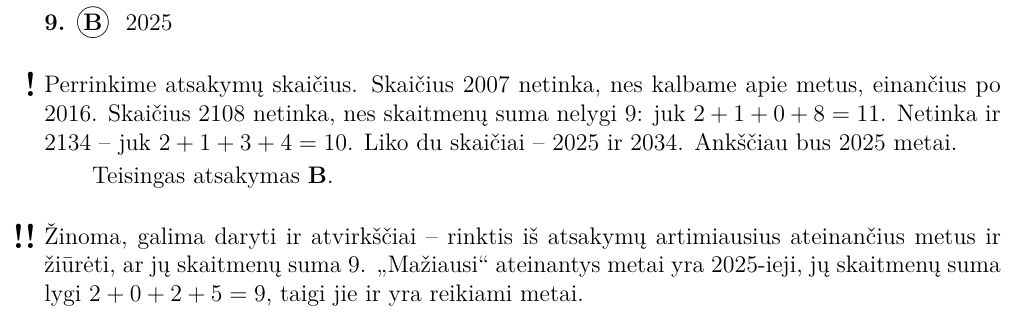 9. B 2025
! Perrinkime atsakymų skaičius. Skaičius 2007 netinka, nes kalbame apie metus, einančius po
2016. Skaičius 2108 netinka, nes skaitmenų suma nelygi 9: juk 2 + 1 + 0 + 8 = 11. Netinka ir
2134 – juk 2 + 1 + 3 + 4 = 10. Liko du skaičiai – 2025 ir 2034. Ankščiau bus 2025 metai.
Teisingas atsakymas B.
!! Žinoma, galima daryti ir atvirkščiai – rinktis iš atsakymų artimiausius ateinančius metus ir
žiūrėti, ar jų skaitmenų suma 9. „Mažiausi“ ateinantys metai yra 2025-ieji, jų skaitmenų suma
lygi 2 + 0 + 2 + 5 = 9, taigi jie ir yra reikiami metai.